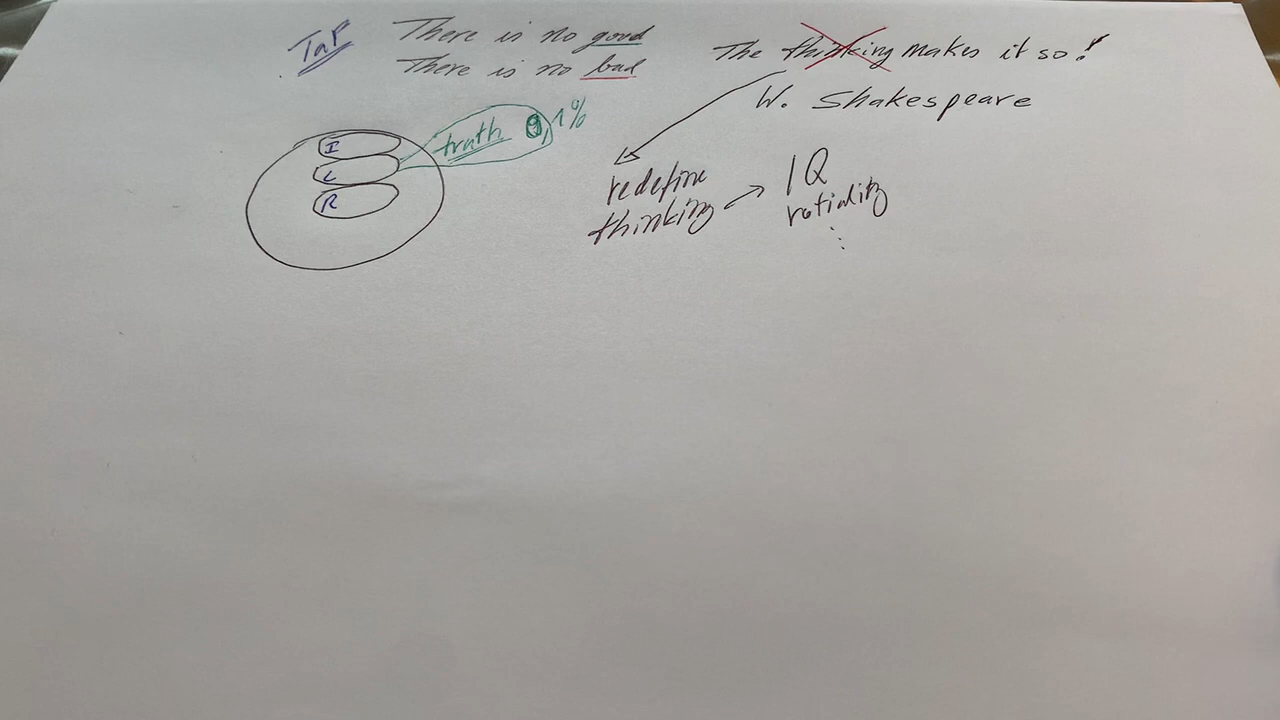 TaP
There is no good
There is no bad
The thinking makes it so!
W. Shakespeare
truth 0,1%
I
L
R
redefine
thinking
IQ